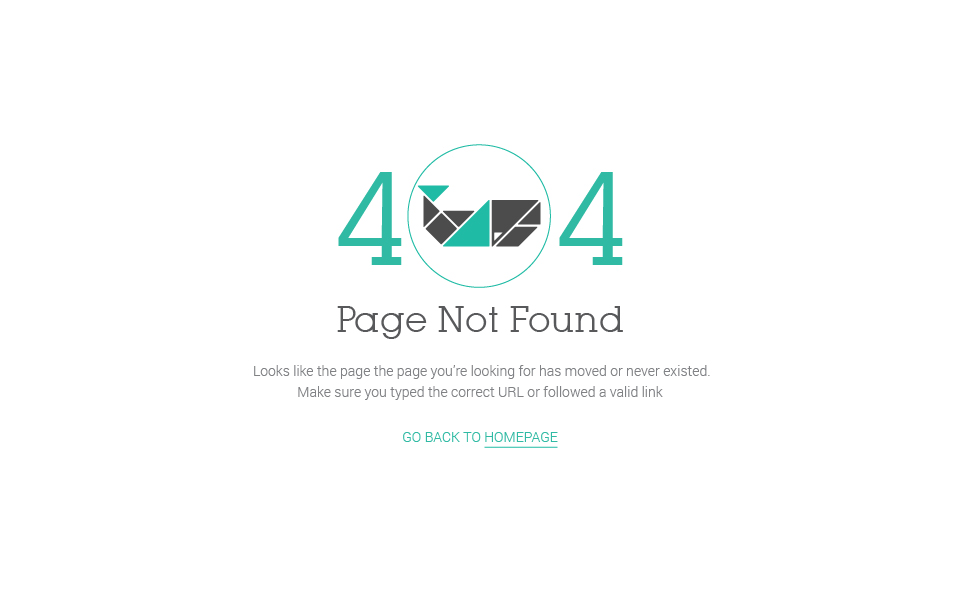 4 4
Page Not Found
Looks like the page the page you're looking for has moved or never existed.
Make sure you typed the correct URL or followed a valid link
GO BACK TO HOMEPAGE